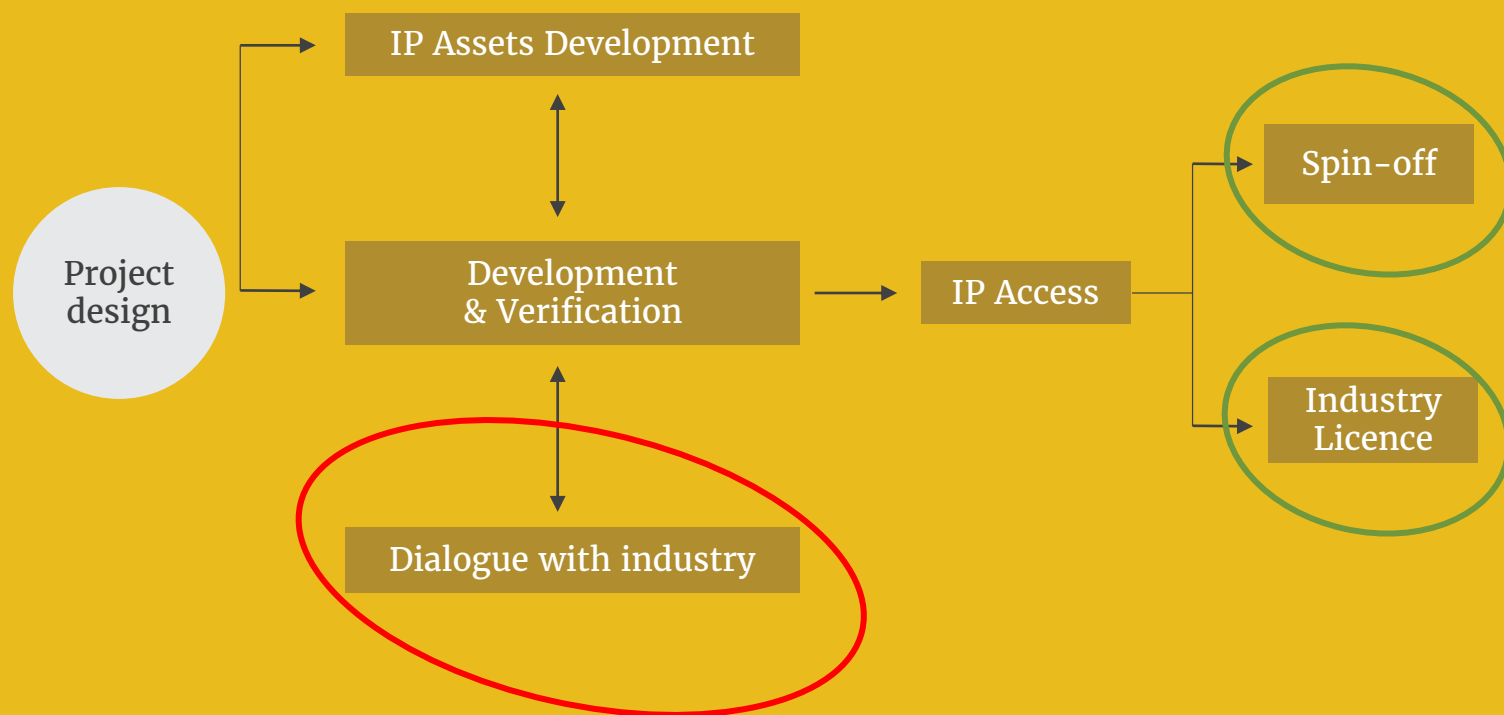 IP Assets Development
Project
design
Development
& Verification
Dialogue with industry
IP Access
Spin-off
Industry
Licence